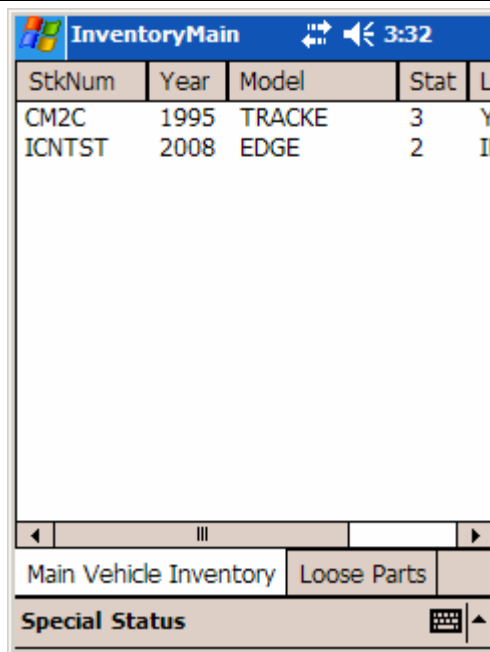 InventoryMain 3:32
StkNum Year Model Stat L
CM2C 1995 TRACKE 3 Y
ICNTST 2008 EDGE 2
Main Vehicle Inventory Loose Parts
Special Status